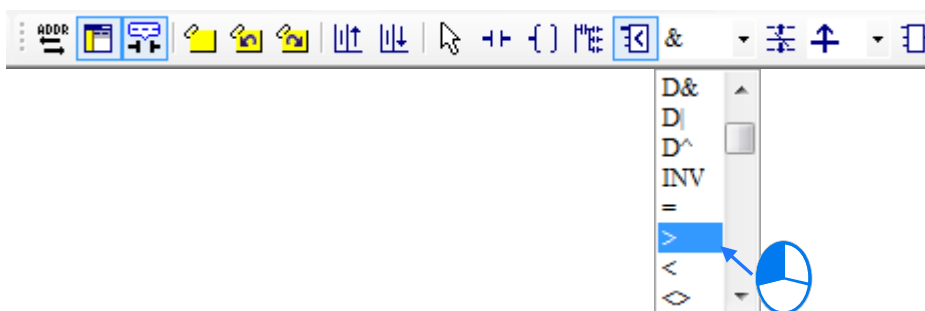 ADDR
&
D&
D|
D^
INV
=
>
<
<>